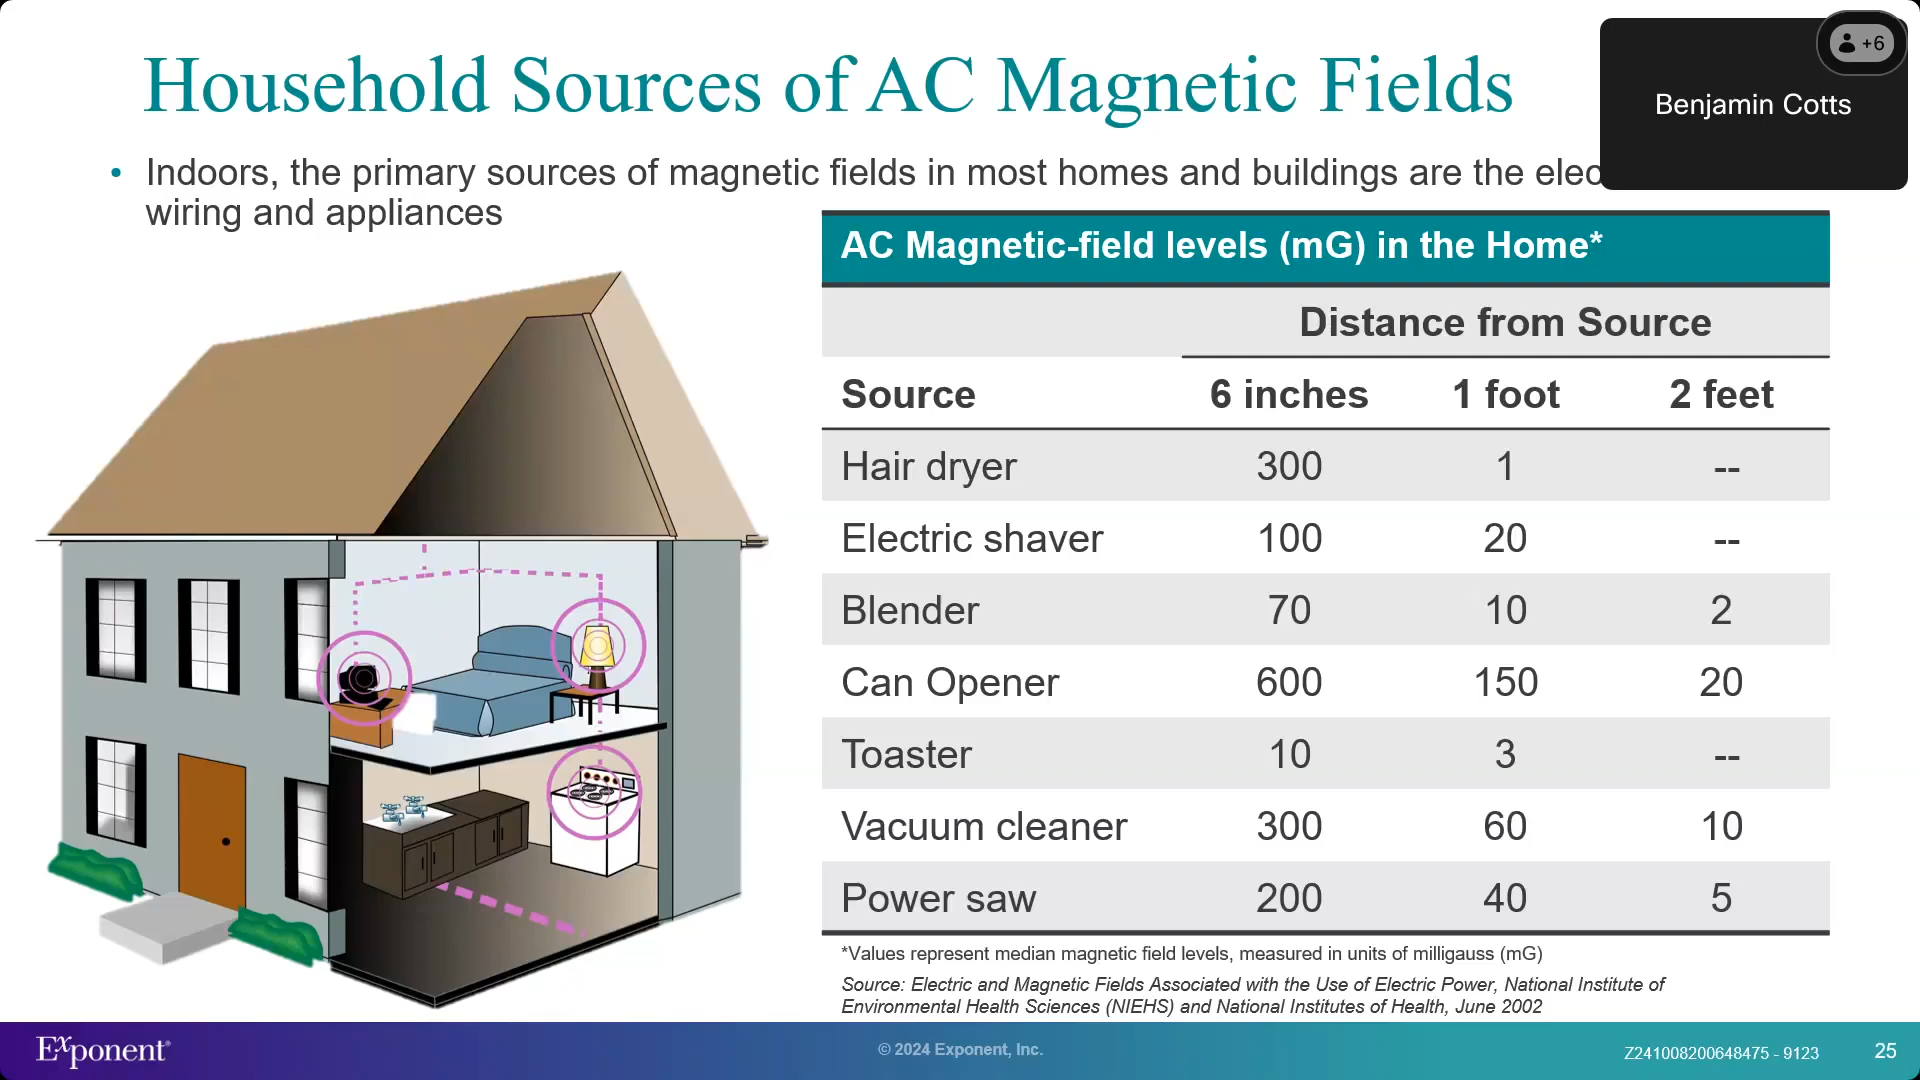 Household Sources of AC Magnetic Fields
+6
Benjamin Cotts
• Indoors, the primary sources of magnetic fields in most homes and buildings are the
wiring and appliances
AC Magnetic-field levels (mG) in the Home*
Distance from Source
Source 6 inches 1 foot 2 feet
Hair dryer 300 1 --
Electric shaver 100 20 --
Blender 70 10 2
Can Opener 600 150 20
Toaster 10 3 --
Vacuum cleaner 300 60 10
Power saw 200 40 5
*Values represent median magnetic field levels, measured in units of milligauss (mG)
Source: Electric and Magnetic Fields Associated with the Use of Electric Power, National Institute of
Environmental Health Sciences (NIEHS) and National Institutes of Health, June 2002
Exponent®
© 2024 Exponent, Inc.
Z241008200648475 - 9123
25